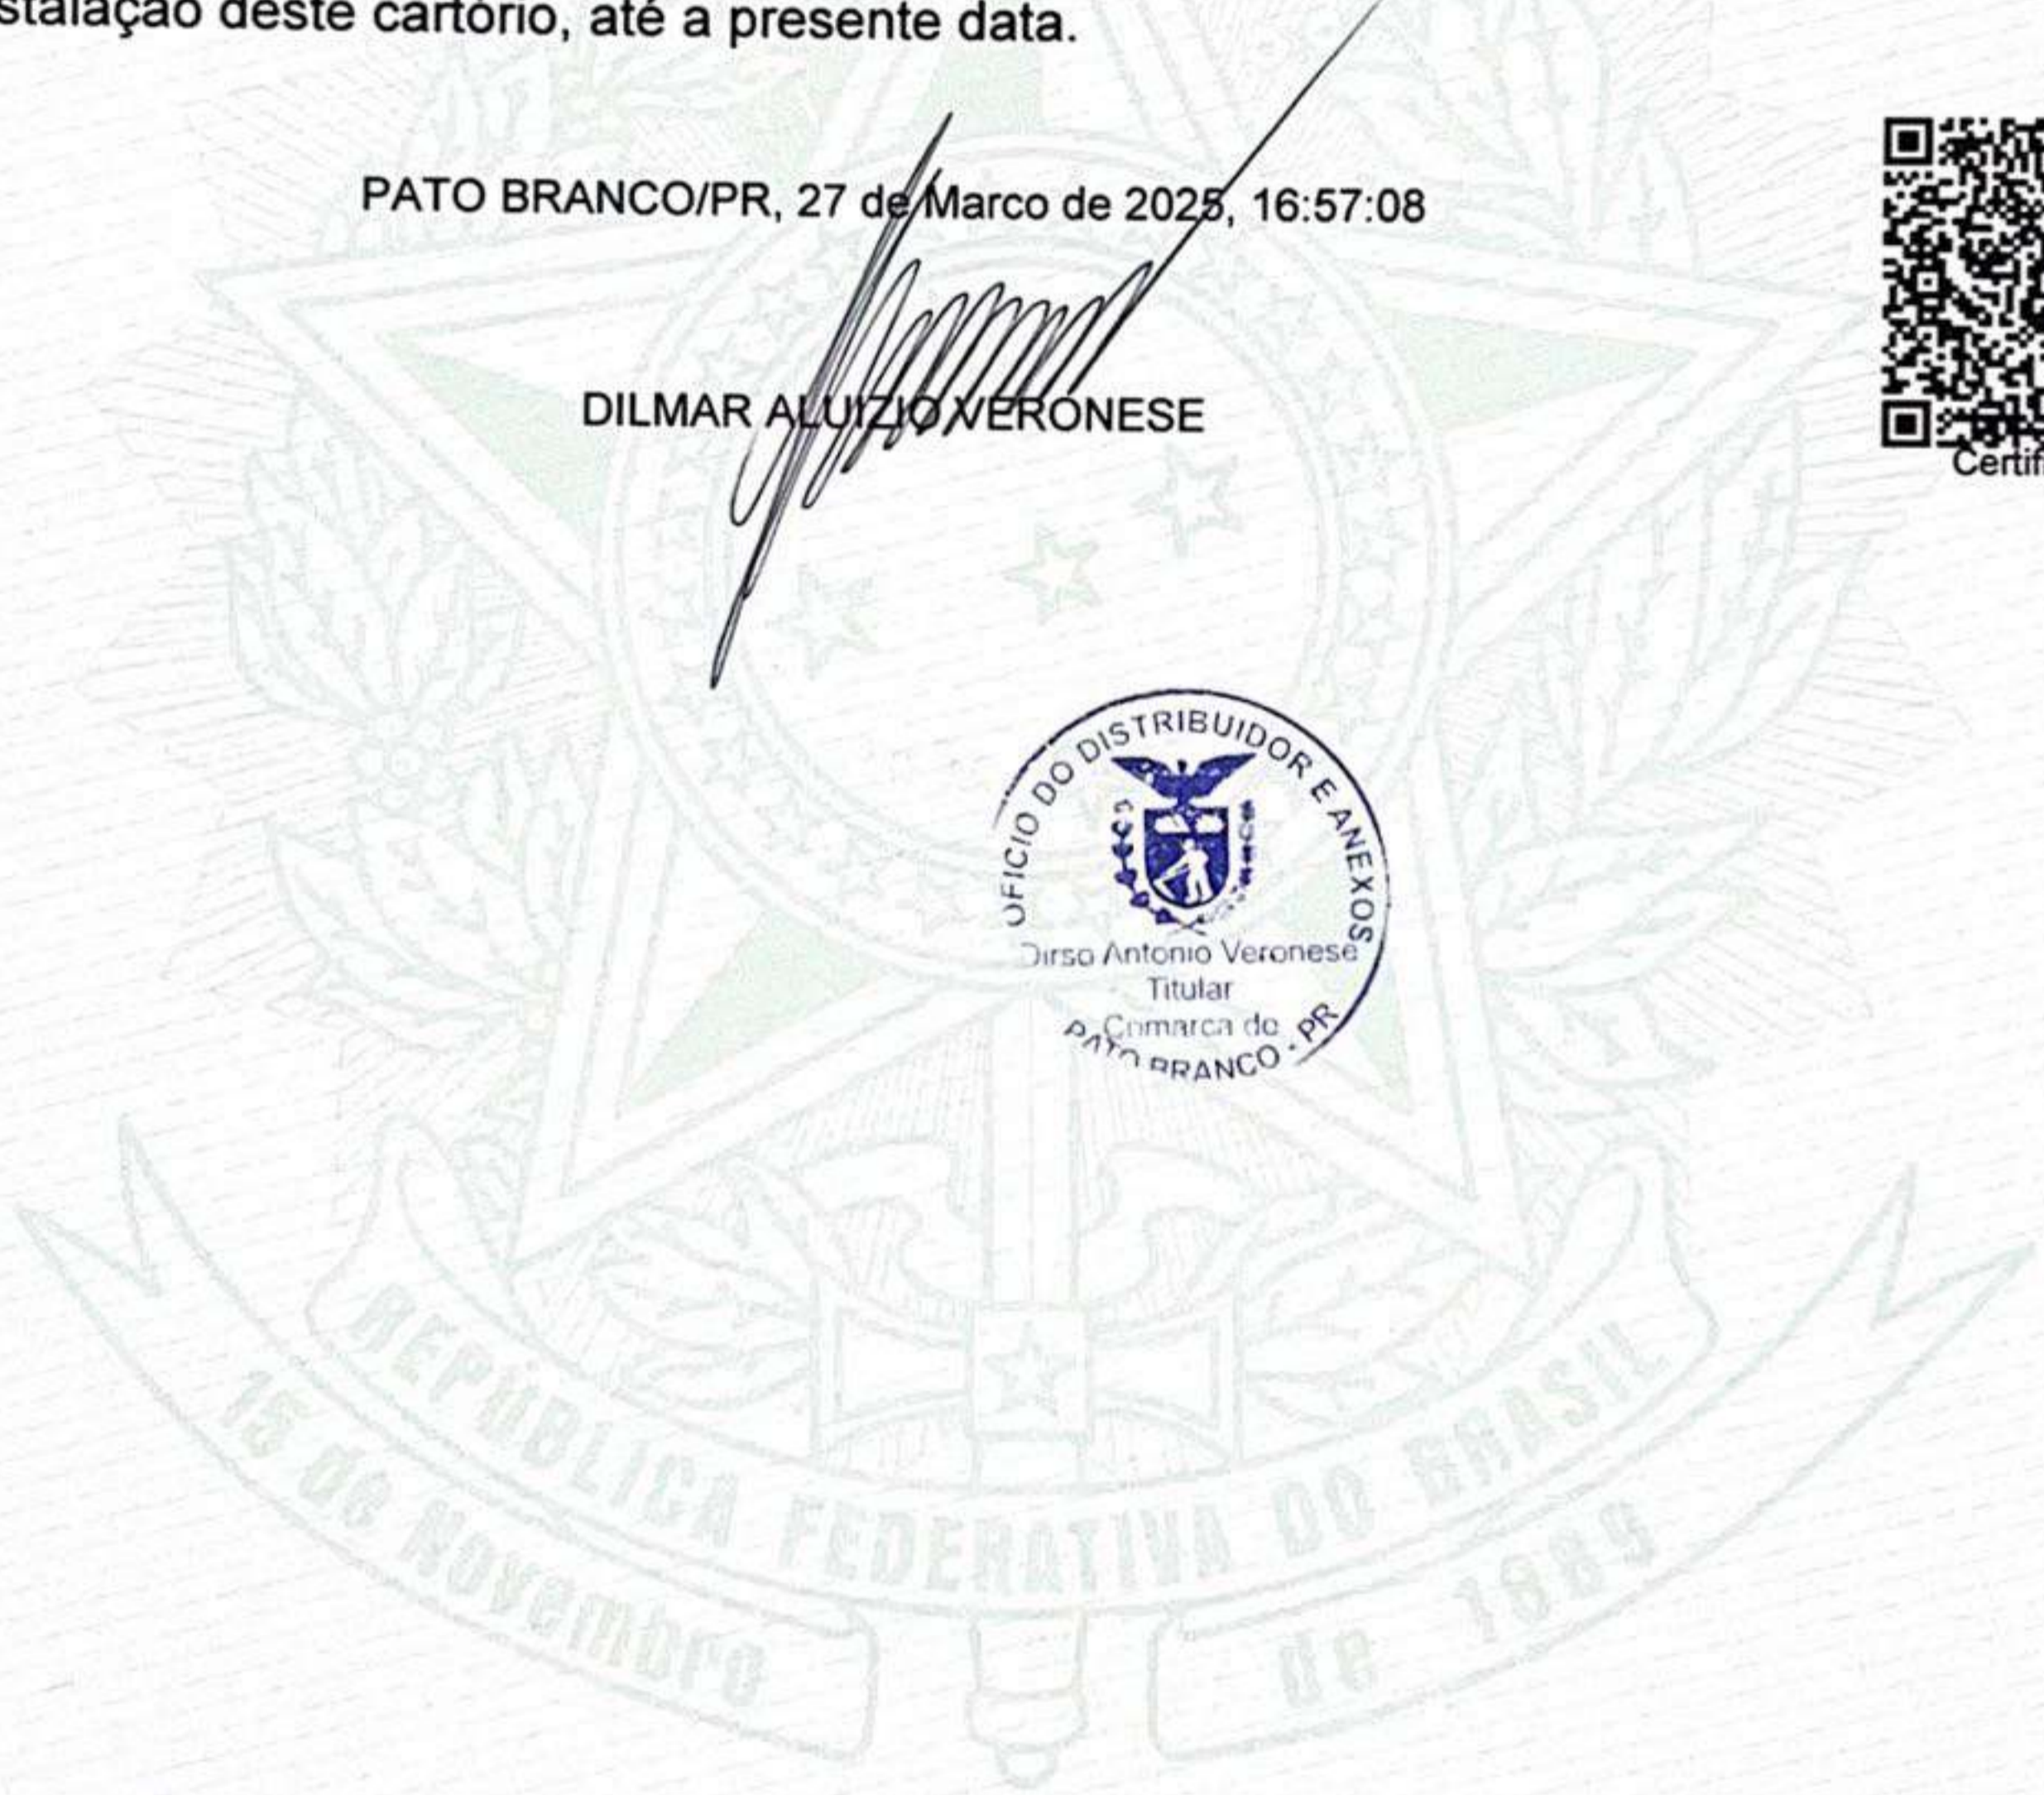 stalação deste cartório, até a presente data.
PATO BRANCO/PR, 27 de Marco de 2025, 16:57:08
DILMAR ALUIZIO VERONESE
Certif
OFICIO DO DISTRIBUIDOR E ANEXOS
Dirso Antonio Veronese
Titular
Comarca de
PATO BRANCO - PR
REPÚBLICA FEDERATIVA DO BRASIL
15 de Novembro de 1889